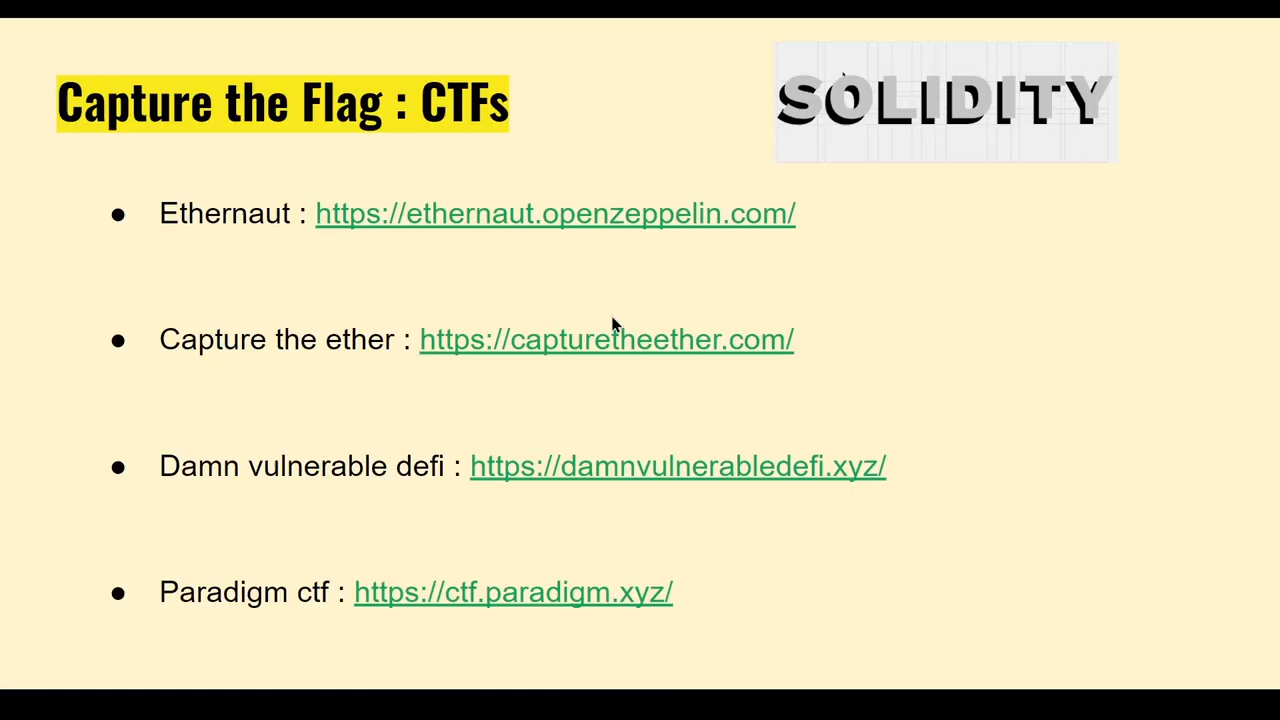 Capture the Flag : CTFs
SOLIDITY
● Ethernaut : https://ethernaut.openzeppelin.com/
● Capture the ether : https://capturetheether.com/
● Damn vulnerable defi : https://damnvulnerabledefi.xyz/
● Paradigm ctf : https://ctf.paradigm.xyz/